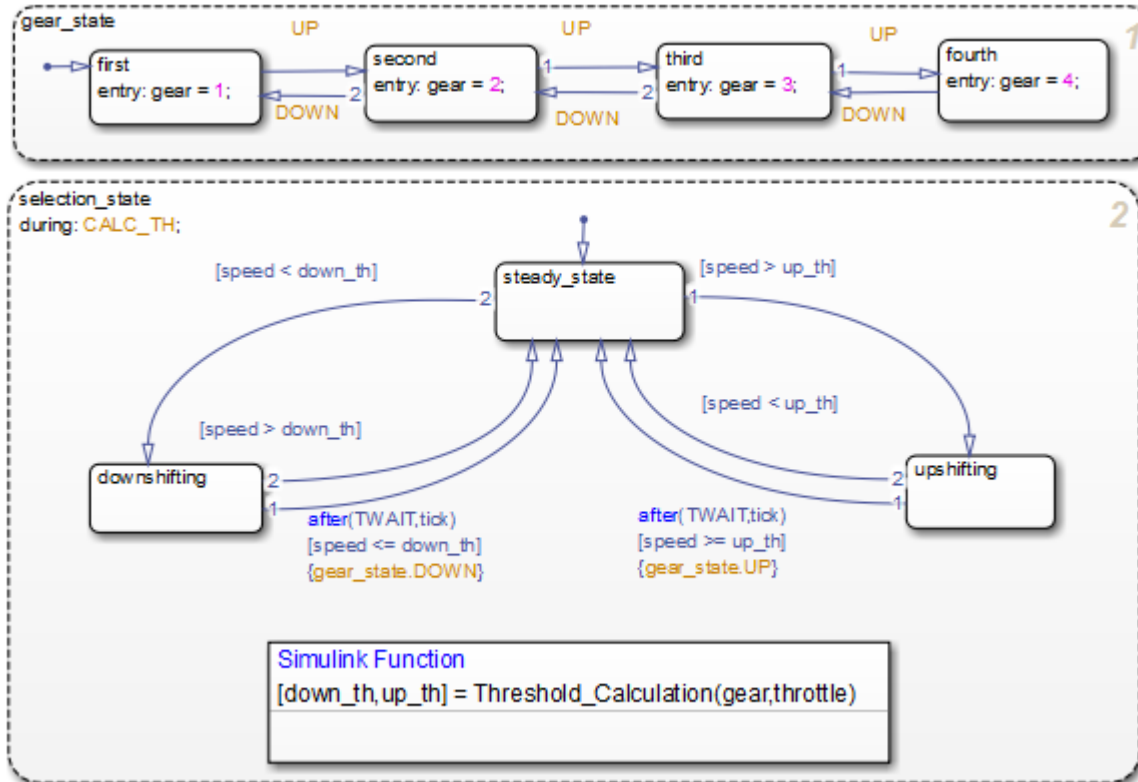 gear_state
1
UP
UP
UP
first
entry: gear = 1;
second
entry: gear = 2;
third
entry: gear = 3;
fourth
entry: gear = 4;
1
2
1
2
DOWN
DOWN
DOWN
selection_state
during: CALC_TH;
2
[speed < down_th]
steady_state
[speed > up_th]
2
1
[speed > down_th]
[speed < up_th]
downshifting
2
1
upshifting
2
1
after(TWAIT,tick)
[speed <= down_th]
{gear_state.DOWN}
after(TWAIT,tick)
[speed >= up_th]
{gear_state.UP}
Simulink Function
[down_th,up_th] = Threshold_Calculation(gear,throttle)